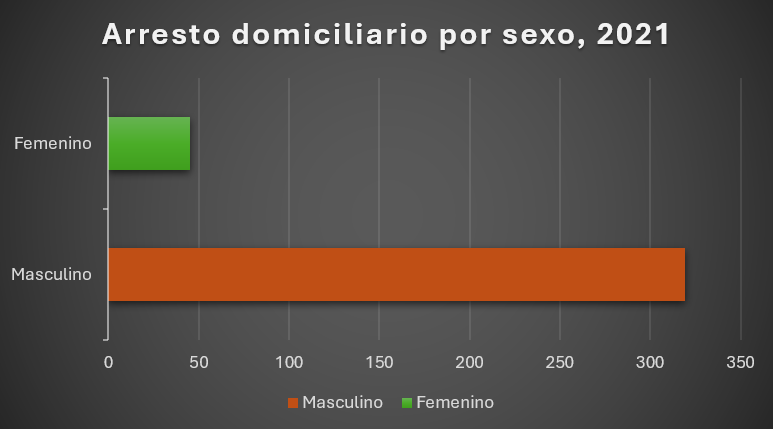 Arresto domiciliario por sexo, 2021
Femenino
Masculino
0 50 100 150 200 250 300 350
Masculino Femenino